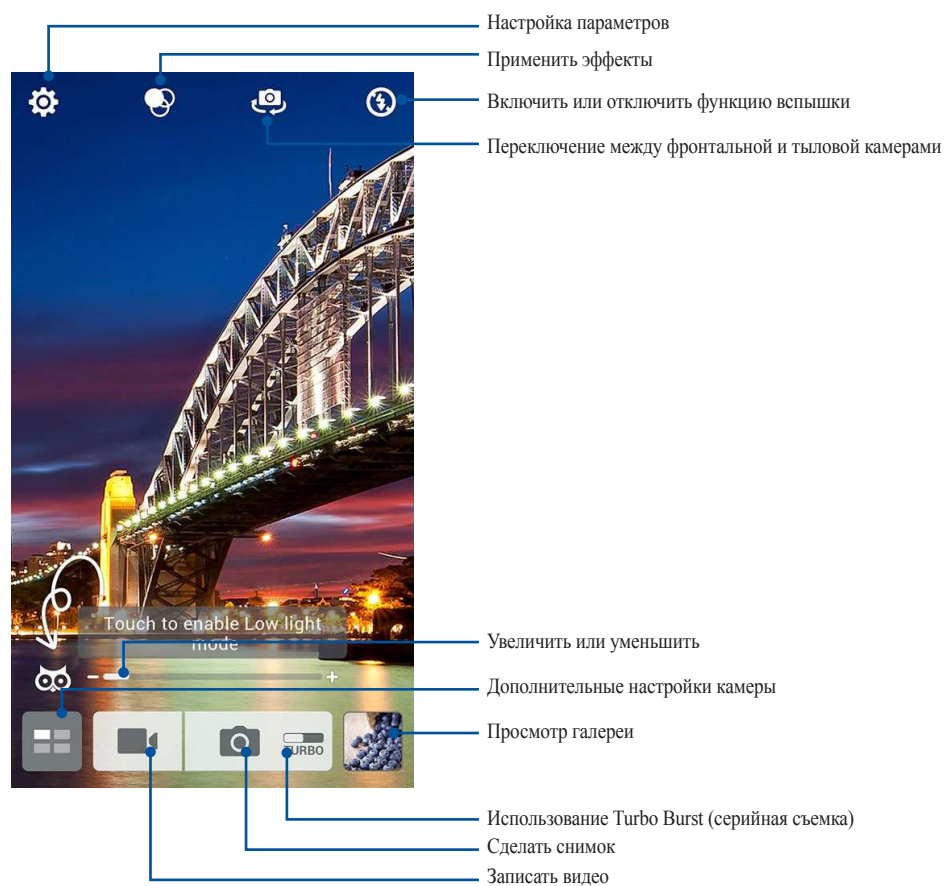 Настройка параметров
Применить эффекты
Включить или отключить функцию вспышки
Переключение между фронтальной и тыловой камерами
Touch to enable Low light
mode
Увеличить или уменьшить
Дополнительные настройки камеры
Просмотр галереи
TURBO
Использование Turbo Burst (серийная съемка)
Сделать снимок
Записать видео